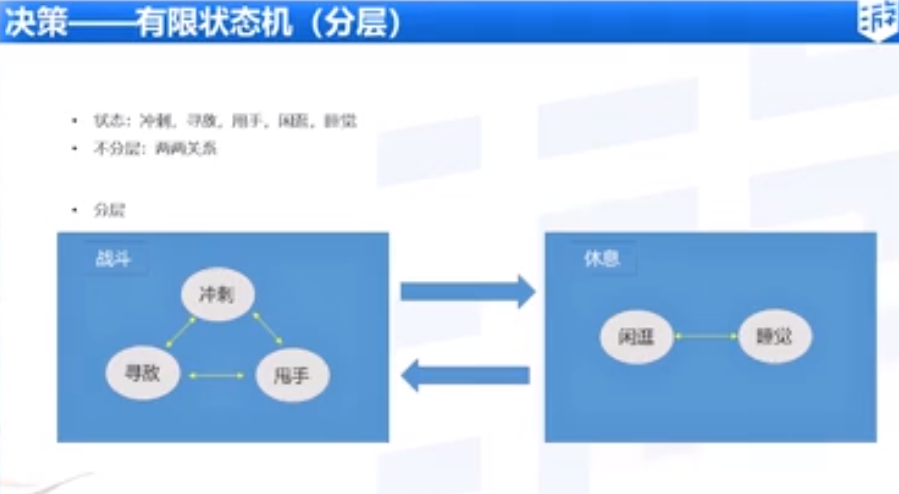 决策——有限状态机（分层）
游
• 状态：冲刺，寻敌，甩手，闲逛，睡觉
• 不分层：两两关系
• 分层
战斗
休息
冲刺
闲逛
睡觉
寻敌
甩手